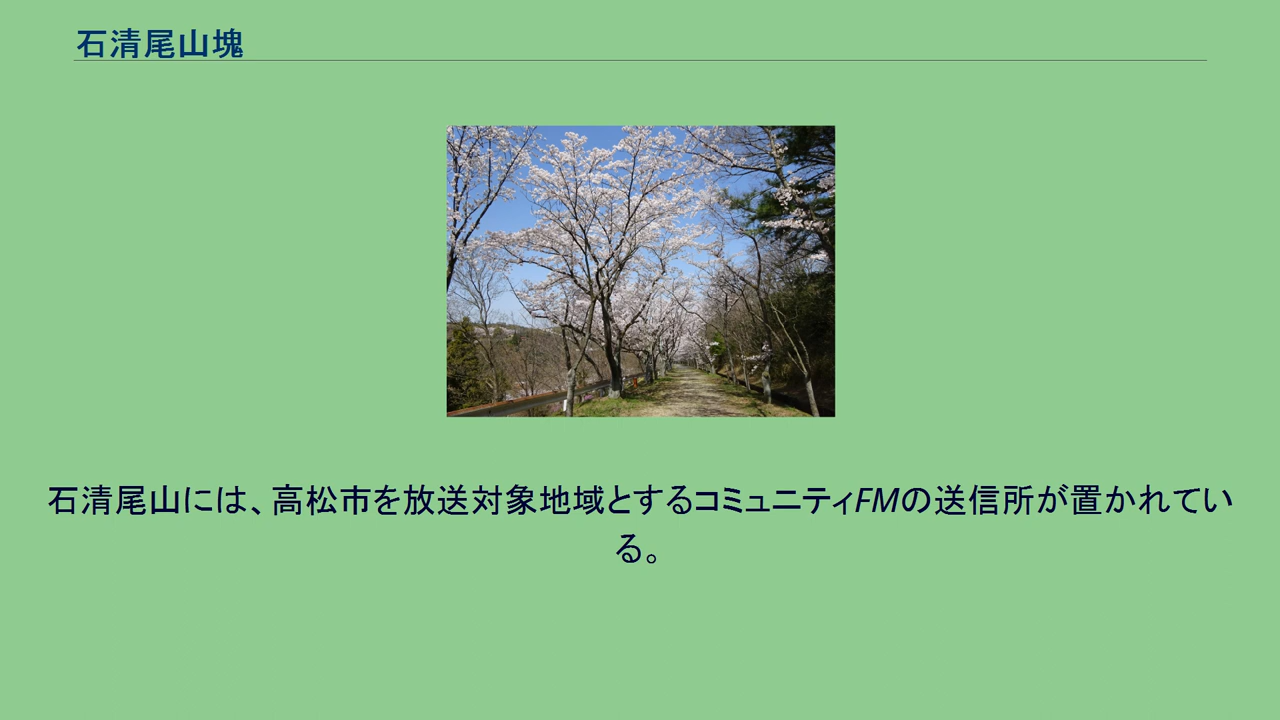 石清尾山塊
石清尾山には、高松市を放送対象地域とするコミュニティFMの送信所が置かれてい
る。